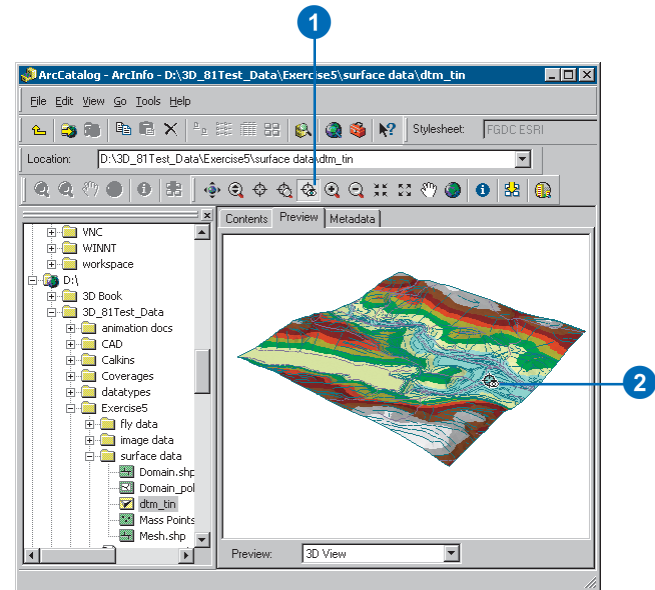 1
ArcCatalog - ArcInfo - D:\3D_81Test_Data\Exercise5\surface data\dtm_tin
File Edit View Go Tools Help
Stylesheet: FGDC ESRI
Location: D:\3D_81Test_Data\Exercise5\surface data\dtm_tin
Contents Preview Metadata
VNC
WINNT
workspace
D:\
3D Book
3D_81Test_Data
animation docs
CAD
Calkins
Coverages
datatypes
Exercise5
fly data
image data
surface data
Domain.shp
Domain_pol
dtm_tin
Mass Points
Mesh.shp
2
Preview: 3D View